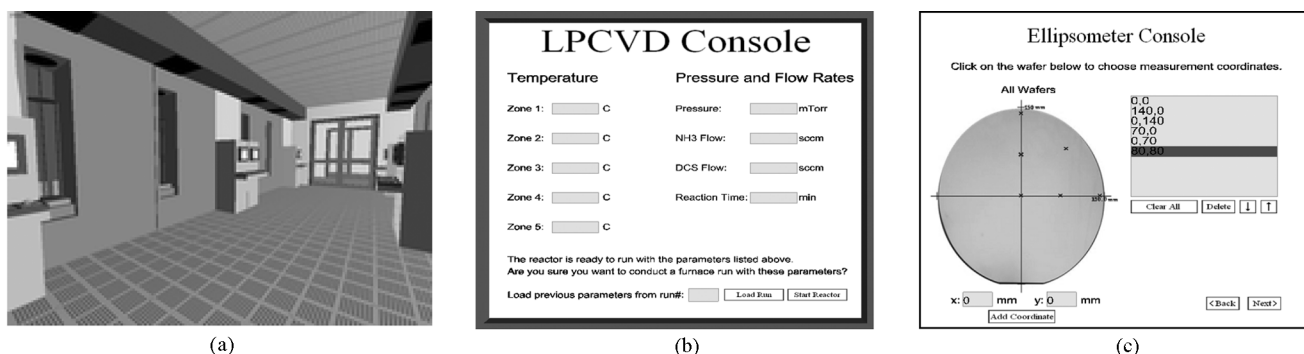 LPCVD Console
Temperature
Pressure and Flow Rates
Zone 1: C
Pressure: mTorr
Zone 2: C
NH3 Flow: sccm
Zone 3: C
DCS Flow: sccm
Zone 4: C
Reaction Time: min
Zone 5: C
The reactor is ready to run with the parameters listed above.
Are you sure you want to conduct a furnace run with these parameters?
Load previous parameters from run#: Load Run Start Reactor
Ellipsometer Console
Click on the wafer below to choose measurement coordinates.
All Wafers
150 mm
0,0
140,0
0,140
70,0
0,70
80,80
Clear All Delete ↓ ↑
x: 0 mm y: 0 mm
Add Coordinate
<Back Next>
(a)
(b)
(c)